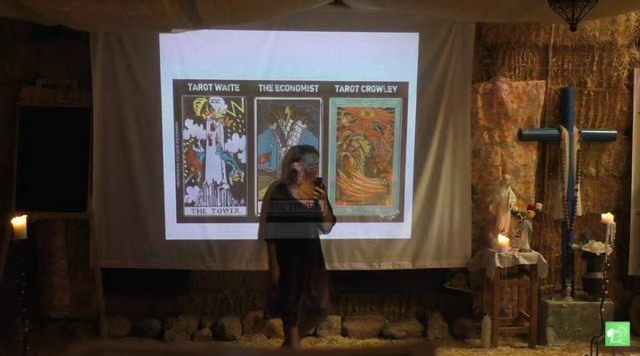 TAROT WAITE THE ECONOMIST TAROT CROWLEY
XVI
THE TOWER